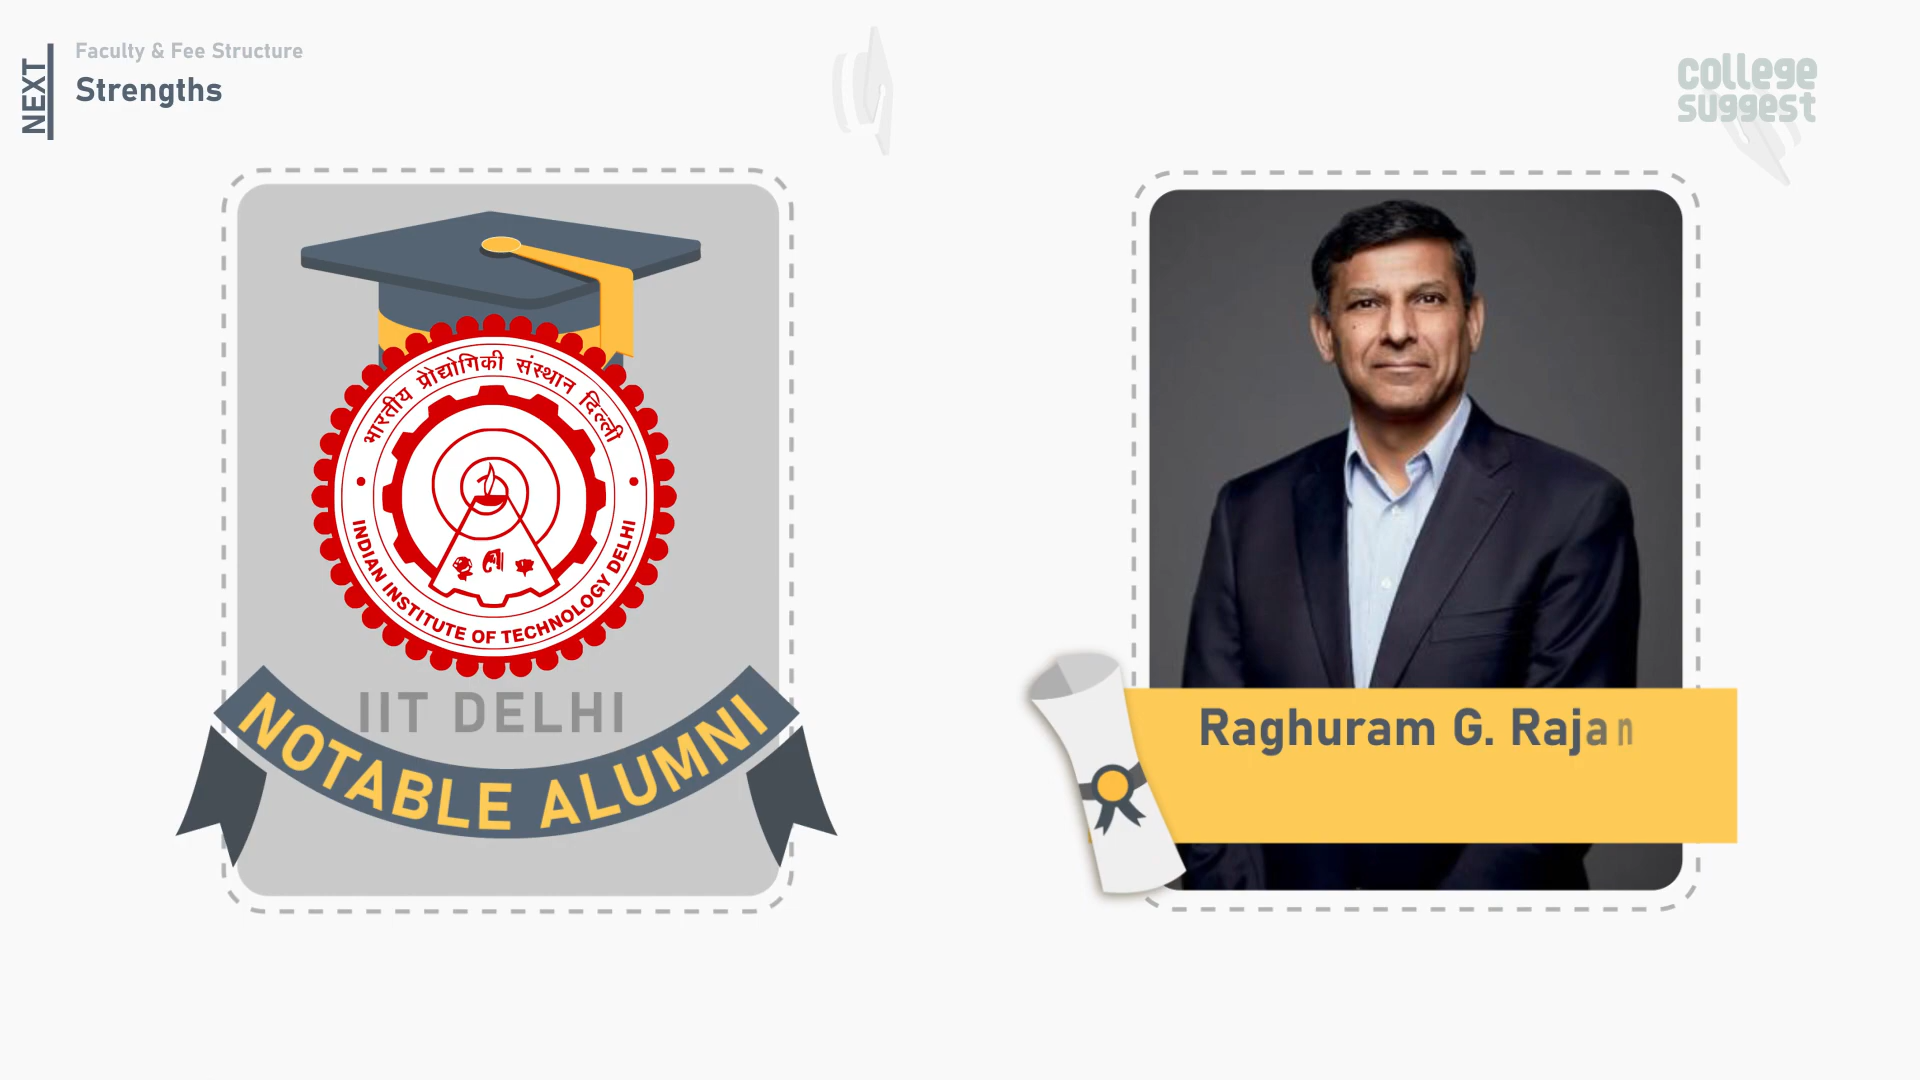 NEXT
Faculty & Fee Structure
Strengths
college
suggest
भारतीय प्रौद्योगिकी संस्थान दिल्ली
INDIAN INSTITUTE OF TECHNOLOGY DELHI
IIT DELHI
NOTABLE ALUMNI
Raghuram G. Rajan